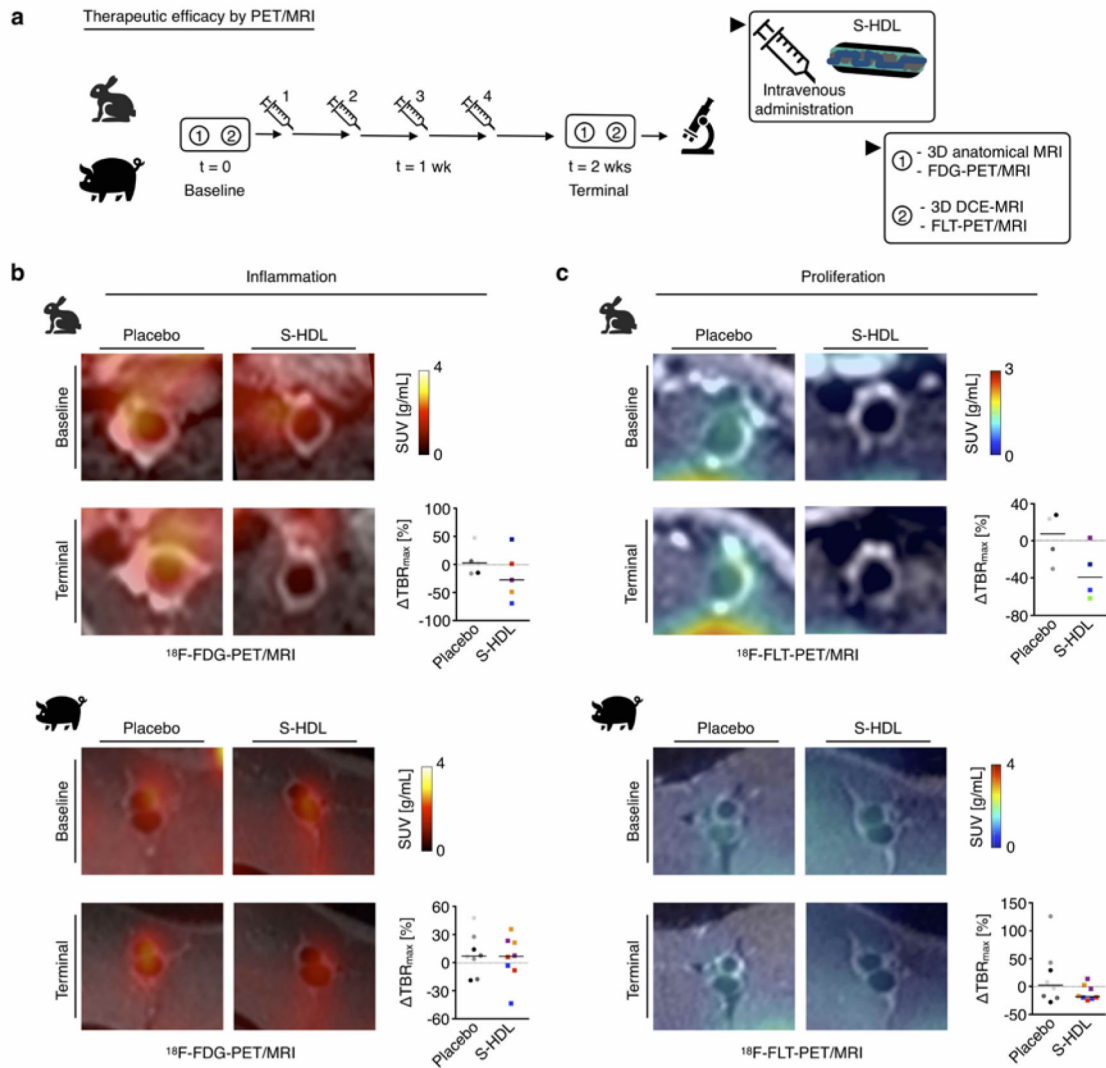 a
Therapeutic efficacy by PET/MRI
1
2
3
4
① ②
t = 0
Baseline
t = 1 wk
① ②
t = 2 wks
Terminal
S-HDL
Intravenous
administration
① - 3D anatomical MRI
- FDG-PET/MRI
② - 3D DCE-MRI
- FLT-PET/MRI
b
Inflammation
Placebo
S-HDL
Baseline
4
SUV [g/mL]
0
Terminal
100
50
0
-50
-100
ΔTBRmax [%]
Placebo
S-HDL
¹⁸F-FDG-PET/MRI
Placebo
S-HDL
Baseline
4
SUV [g/mL]
0
Terminal
60
30
0
-30
-60
ΔTBRmax [%]
Placebo
S-HDL
¹⁸F-FDG-PET/MRI
c
Proliferation
Placebo
S-HDL
Baseline
3
SUV [g/mL]
0
Terminal
40
0
-40
-80
ΔTBRmax [%]
Placebo
S-HDL
¹⁸F-FLT-PET/MRI
Placebo
S-HDL
Baseline
4
SUV [g/mL]
0
Terminal
150
100
50
0
-50
ΔTBRmax [%]
Placebo
S-HDL
¹⁸F-FLT-PET/MRI